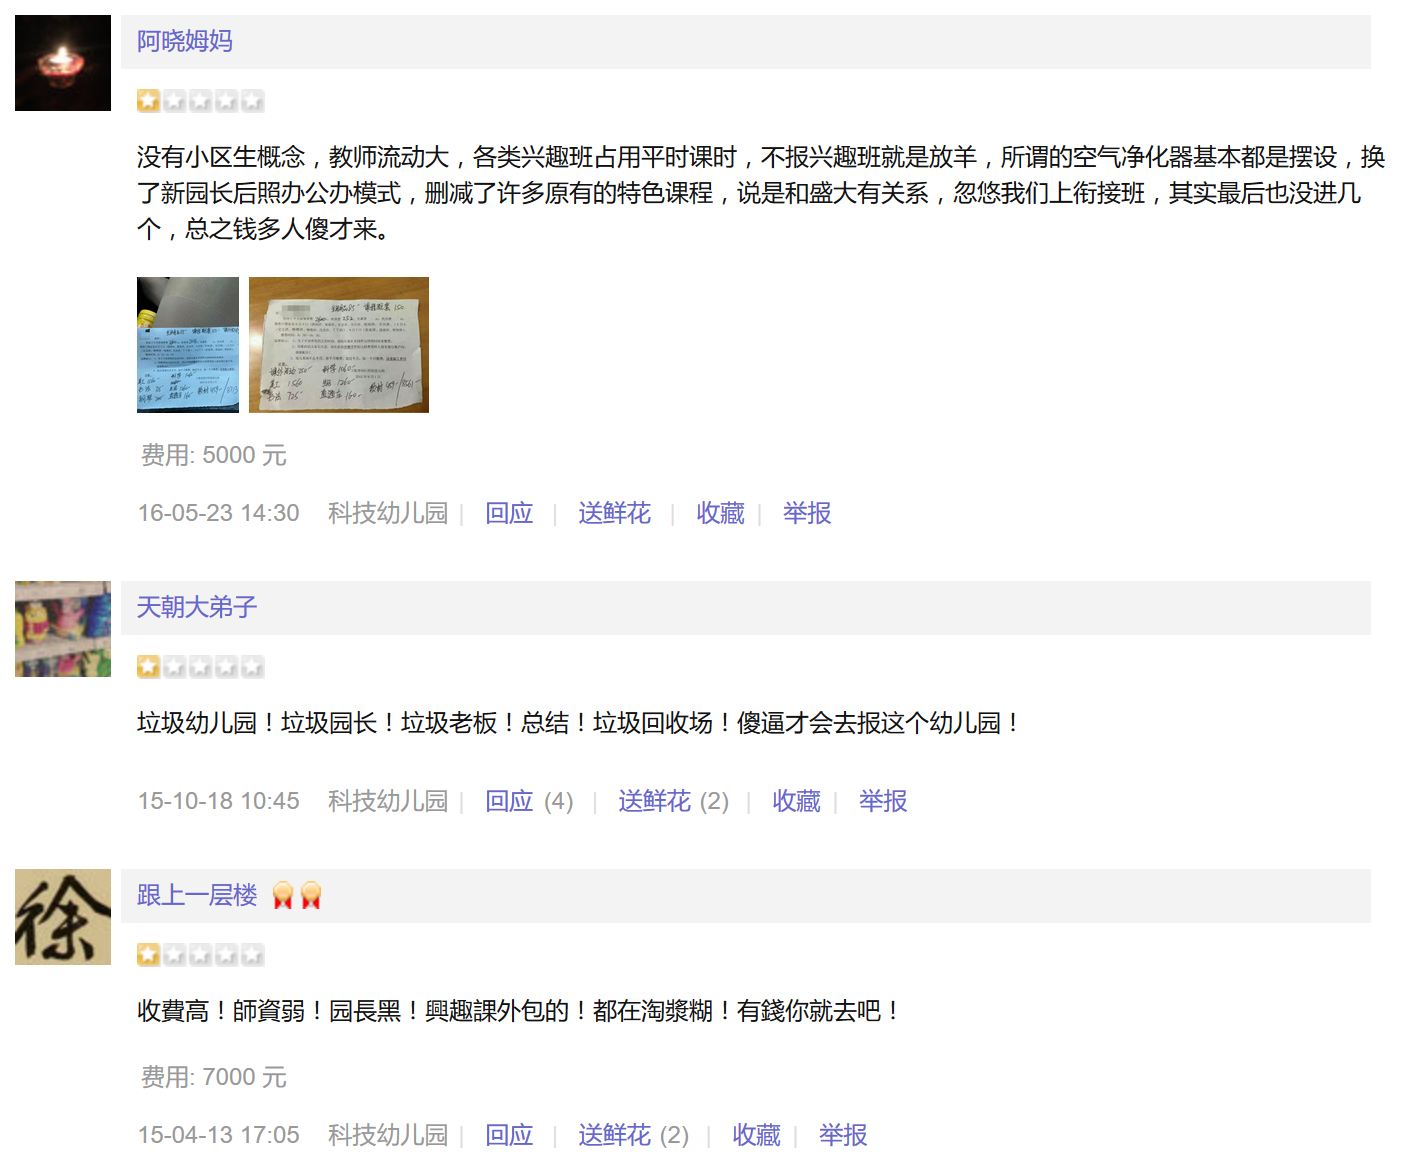 阿晓姆妈
没有小区生概念，教师流动大，各类兴趣班占用平时课时，不报兴趣班就是放羊，所谓的空气净化器基本都是摆设，换
了新园长后照办公办模式，删减了许多原有的特色课程，说是和盛大有关系，忽悠我们上衔接班，其实最后也没进几
个，总之钱多人傻才来。
费用: 5000 元
16-05-23 14:30 科技幼儿园 | 回应 | 送鲜花 | 收藏 | 举报
天朝大弟子
垃圾幼儿园！垃圾园长！垃圾老板！总结！垃圾回收场！傻逼才会去报这个幼儿园！
15-10-18 10:45 科技幼儿园 | 回应 (4) | 送鲜花 (2) | 收藏 | 举报
徐
跟上一层楼
收費高！師資弱！园長黑！興趣課外包的！都在淘漿糊！有錢你就去吧！
费用: 7000 元
15-04-13 17:05 科技幼儿园 | 回应 | 送鲜花 (2) | 收藏 | 举报